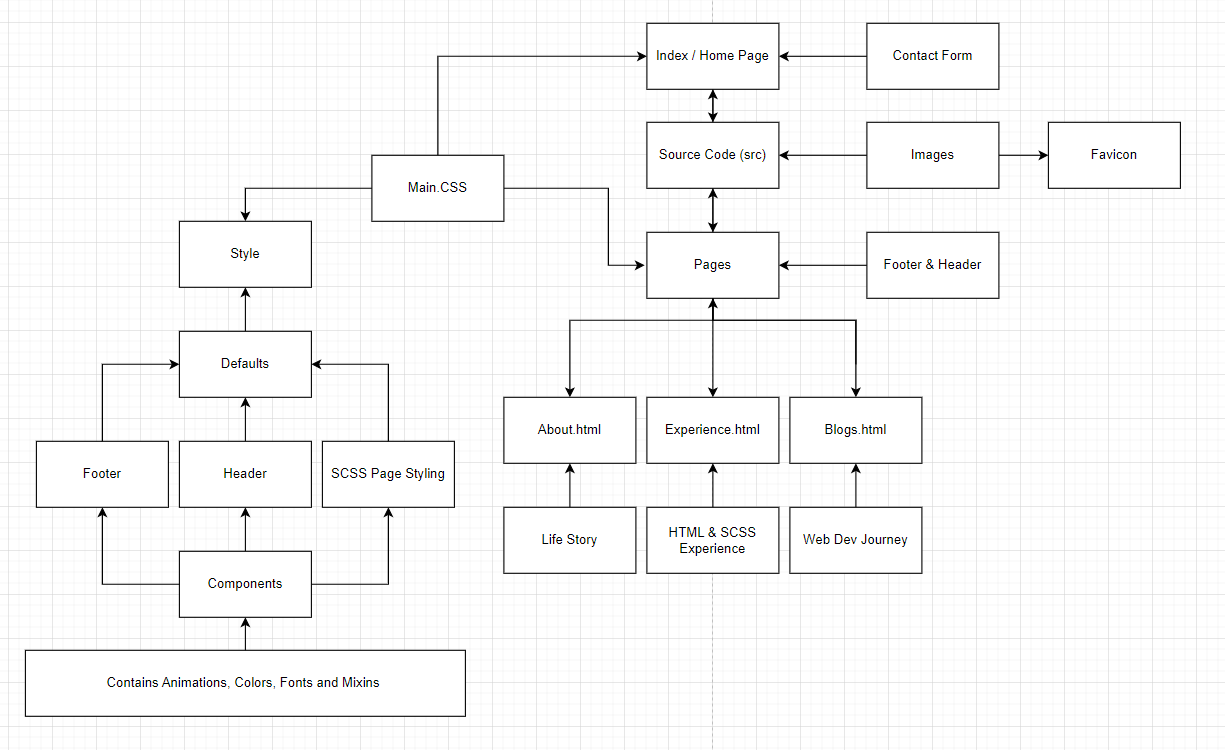 Index / Home Page
Contact Form
Source Code (src)
Images
Favicon
Main.CSS
Style
Pages
Footer & Header
Defaults
About.html
Experience.html
Blogs.html
Footer
Header
SCSS Page Styling
Life Story
HTML & SCSS
Experience
Web Dev Journey
Components
Contains Animations, Colors, Fonts and Mixins